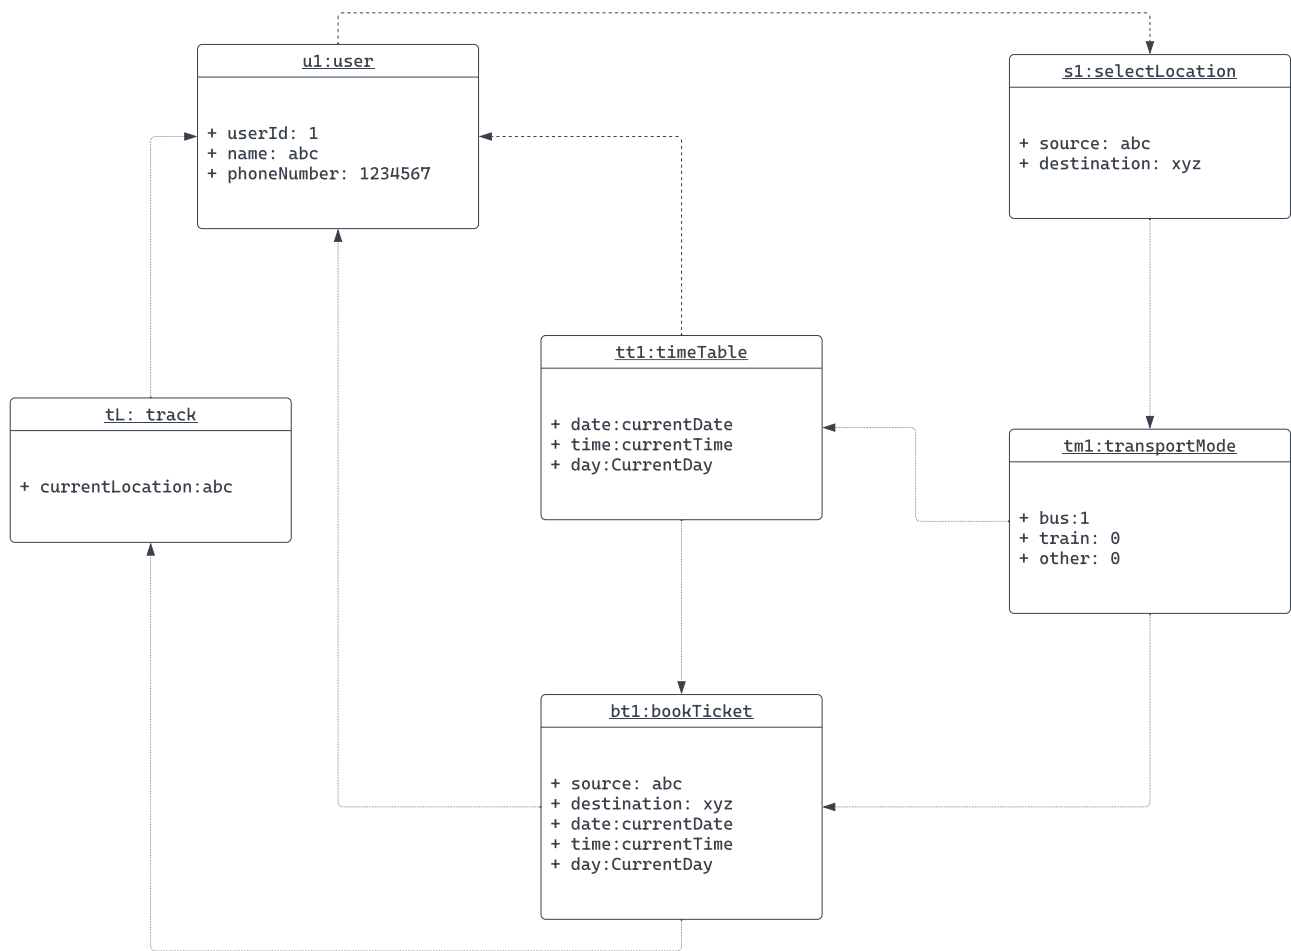 u1:user
+ userId: 1
+ name: abc
+ phoneNumber: 1234567
s1:selectLocation
+ source: abc
+ destination: xyz
tt1:timeTable
+ date:currentDate
+ time:currentTime
+ day:CurrentDay
tL: track
+ currentLocation:abc
tm1:transportMode
+ bus:1
+ train: 0
+ other: 0
bt1:bookTicket
+ source: abc
+ destination: xyz
+ date:currentDate
+ time:currentTime
+ day:CurrentDay